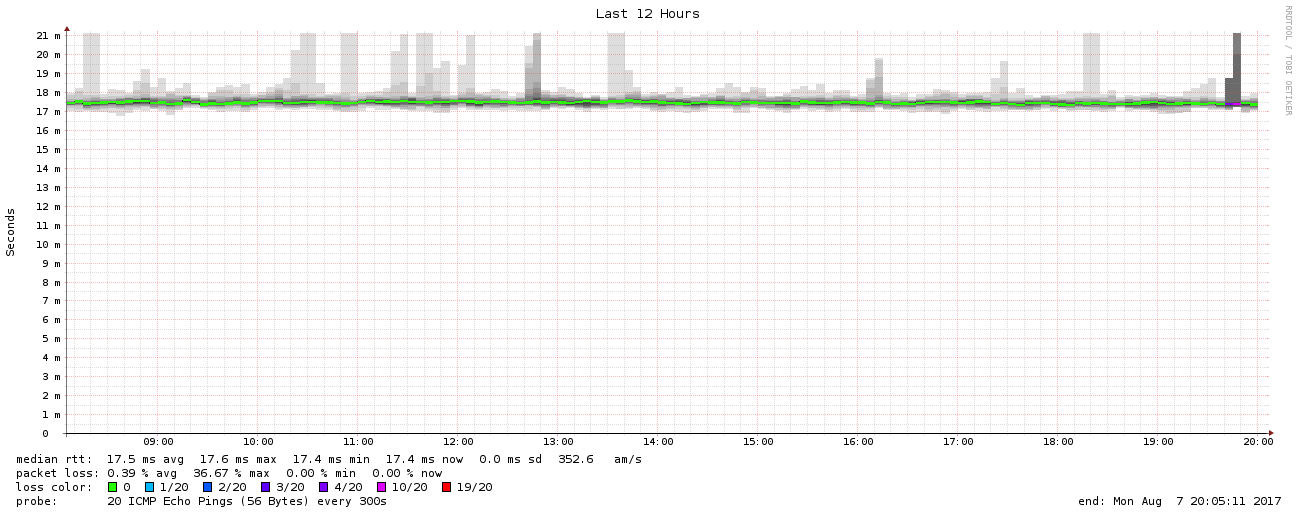 Last 12 Hours
RRDTOOL / TOBI OETIKER
Seconds
21 m
20 m
19 m
18 m
17 m
16 m
15 m
14 m
13 m
12 m
11 m
10 m
9 m
8 m
7 m
6 m
5 m
4 m
3 m
2 m
1 m
0
09:00 10:00 11:00 12:00 13:00 14:00 15:00 16:00 17:00 18:00 19:00 20:00
median rtt: 17.5 ms avg 17.6 ms max 17.4 ms min 17.4 ms now 0.0 ms sd 352.6 am/s
packet loss: 0.39 % avg 36.67 % max 0.00 % min 0.00 % now
loss color: 0 1/20 2/20 3/20 4/20 10/20 19/20
probe: 20 ICMP Echo Pings (56 Bytes) every 300s end: Mon Aug 7 20:05:11 2017